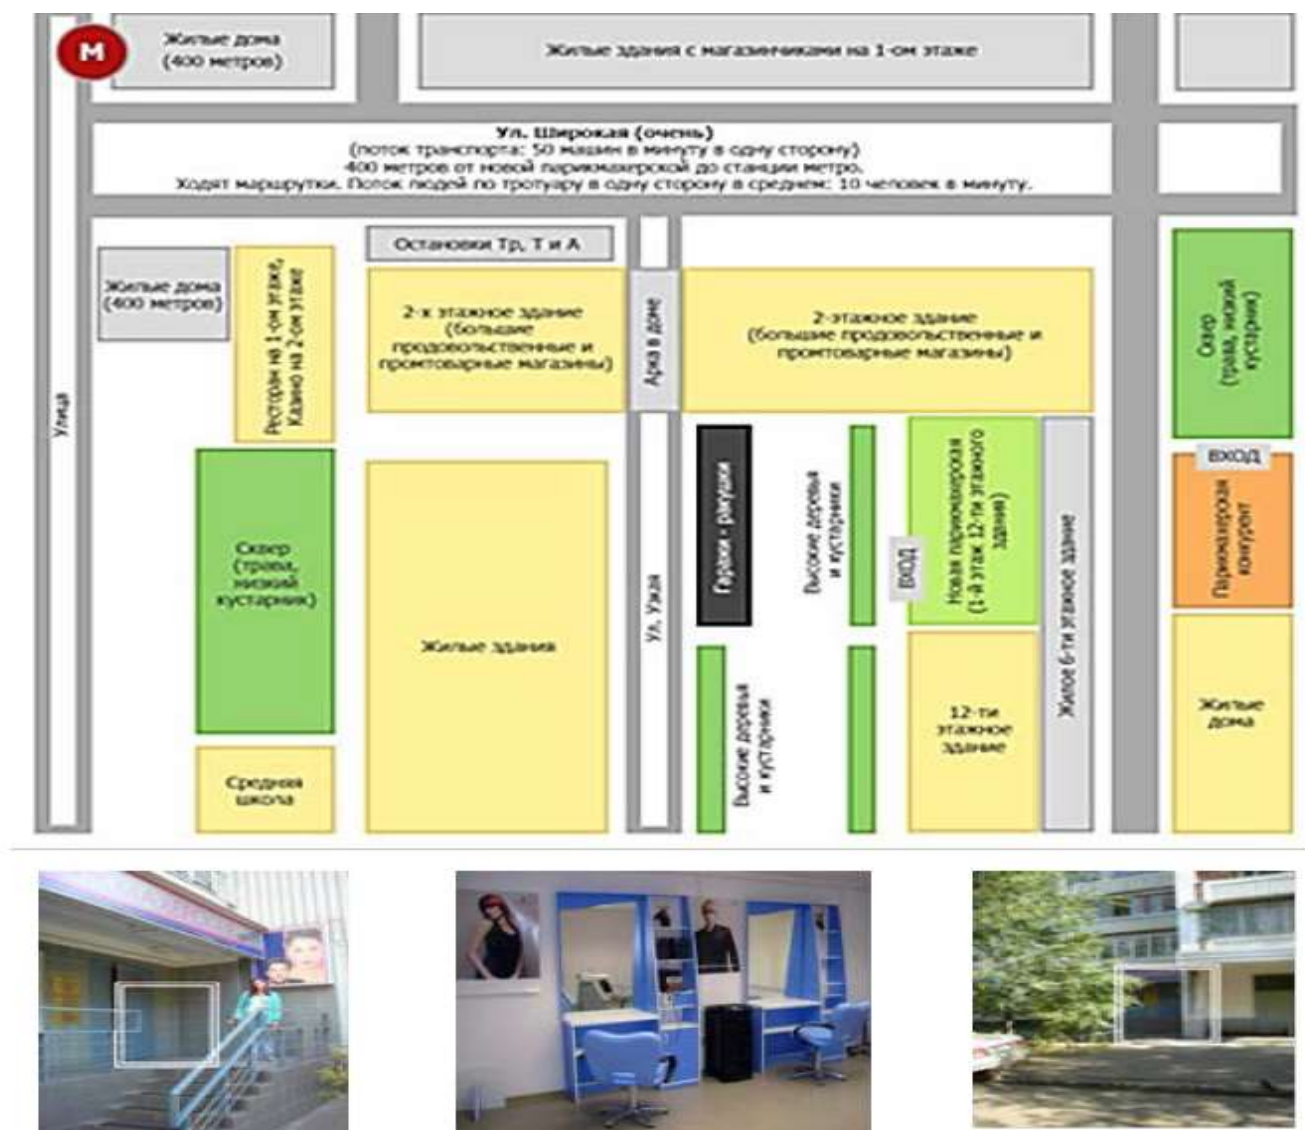 М
Жилые дома
(400 метров)
Жилые здания с магазинчиками на 1-ом этаже
Ул. Широкая (очень)
(поток транспорта: 50 машин в минуту в одну сторону)
400 метров от новой парикмахерской до станции метро.
Ходят маршрутки. Поток людей по тротуару в одну сторону в среднем: 10 человек в минуту.
Остановки Тр, Т и А
Жилые дома
(400 метров)
Ресторан на 1-ом этаже,
Казино на 2-ом этаже
2-х этажное здание
(большие
продовольственные и
промтоварные магазины)
Арка в доме
2-этажное здание
(большие продовольственные и
промтоварные магазины)
Сквер
(трава, низкий
кустарник)
Улица
Сквер
(трава,
низкий
кустарник)
Жилые здания
Ул. Узкая
Гаражи - ракушки
Высокие деревья
и кустарники
ВХОД
Новая парикмахерская
(1-й этаж 12-ти этажного
здания)
Жилое 6-ти этажное здание
ВХОД
Парикмахерская
конкурент
Средняя
школа
Высокие деревья
и кустарники
12-ти
этажное
здание
Жилые
дома